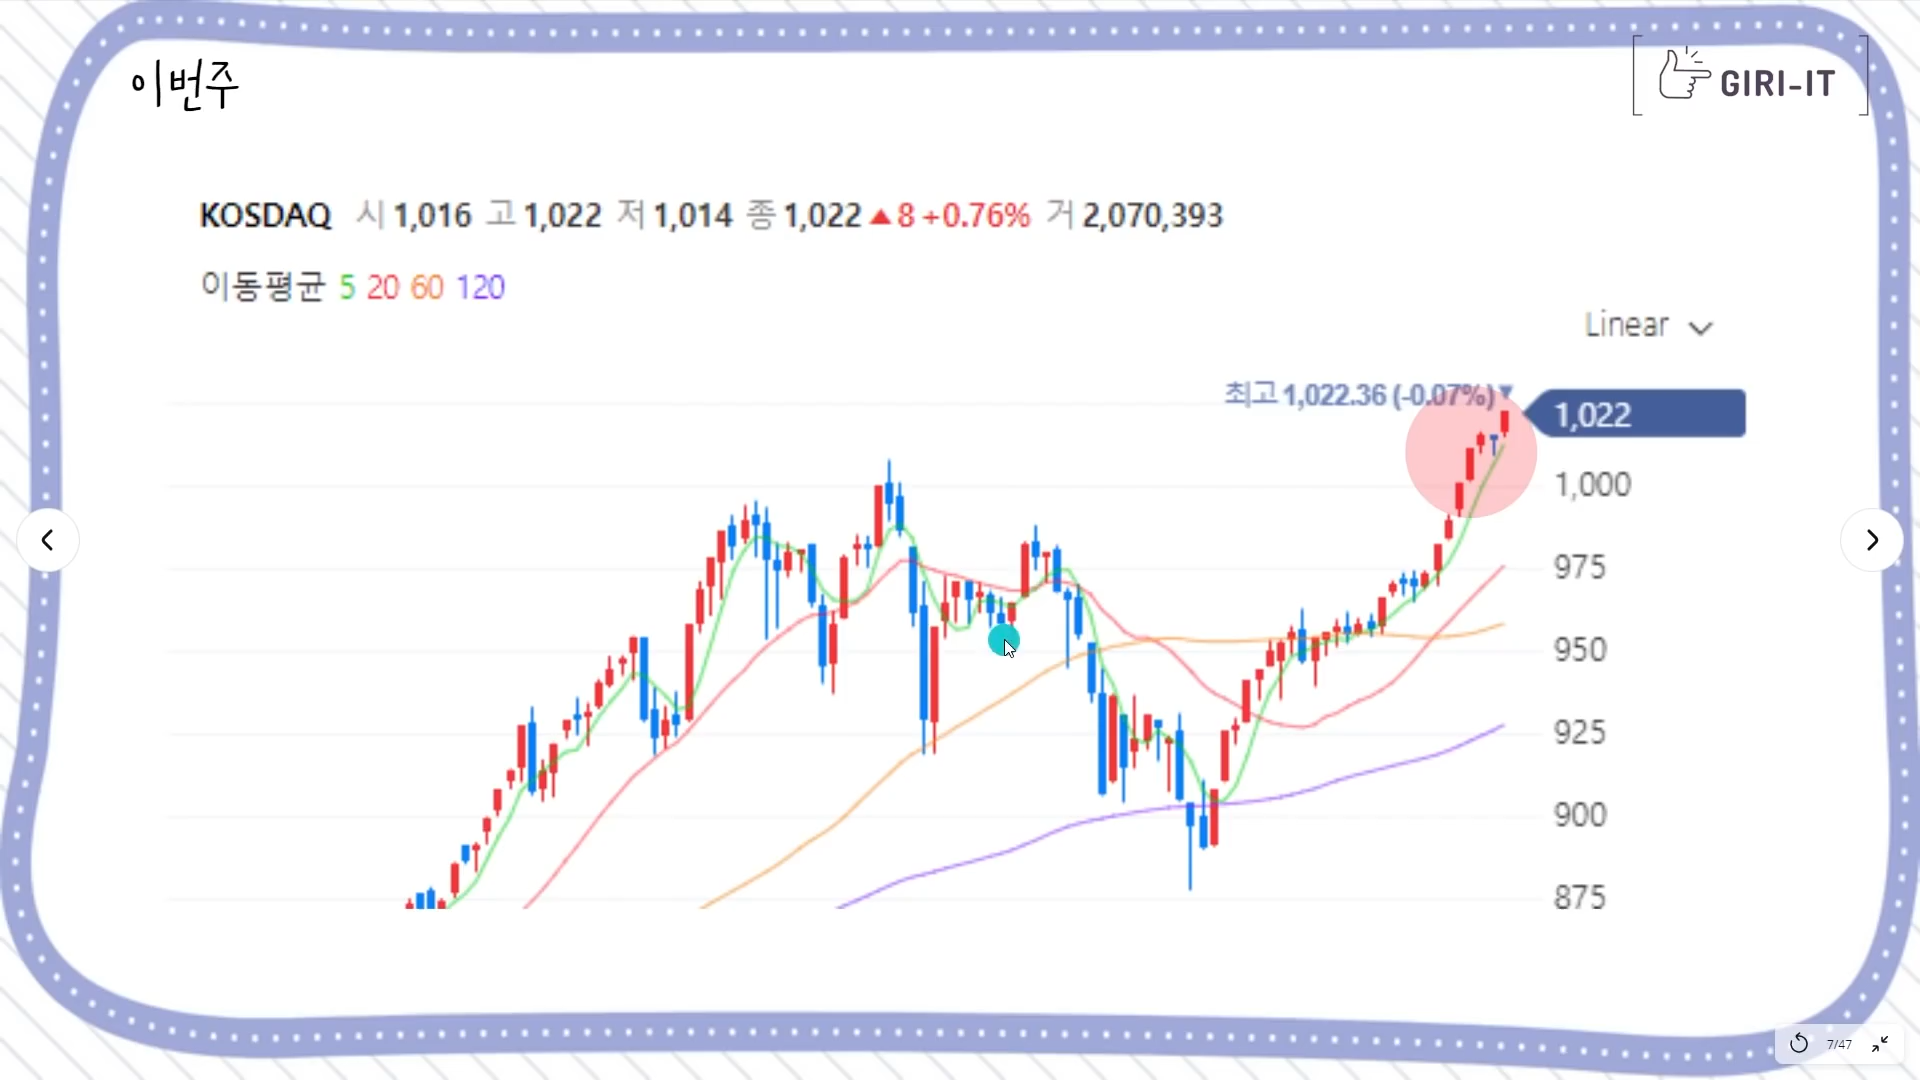 이번주
GIRI-IT
KOSDAQ 시 1,016 고 1,022 저 1,014 종 1,022 ▲ 8 +0.76% 거 2,070,393
이동평균 5 20 60 120
Linear
최고 1,022.36 (-0.07%)▼
1,022
1,000
975
950
925
900
875
7/47